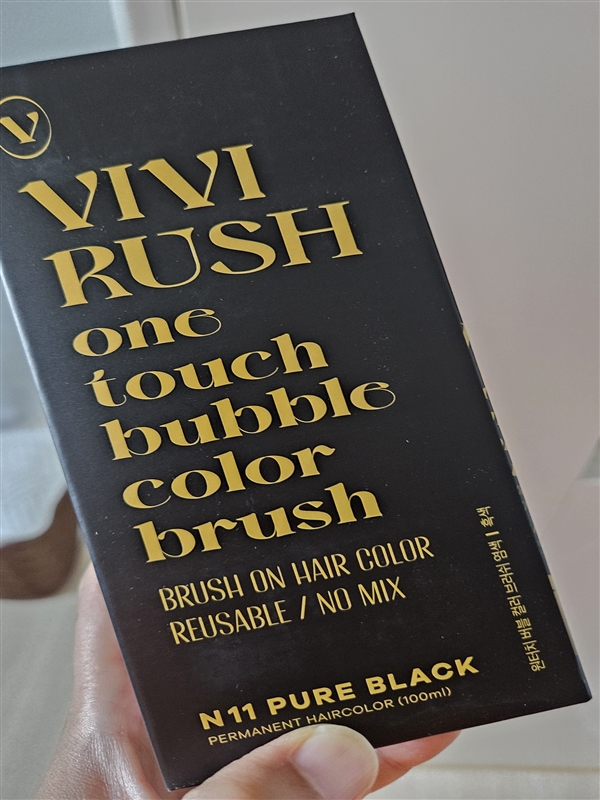 V
VIVI
RUSH
one
touch
bubble
color
brush
BRUSH ON HAIR COLOR
REUSABLE / NO MIX
N11 PURE BLACK
PERMANENT HAIRCOLOR (100ml)
원터치 버블 컬러 브러쉬 염색 | 흑색